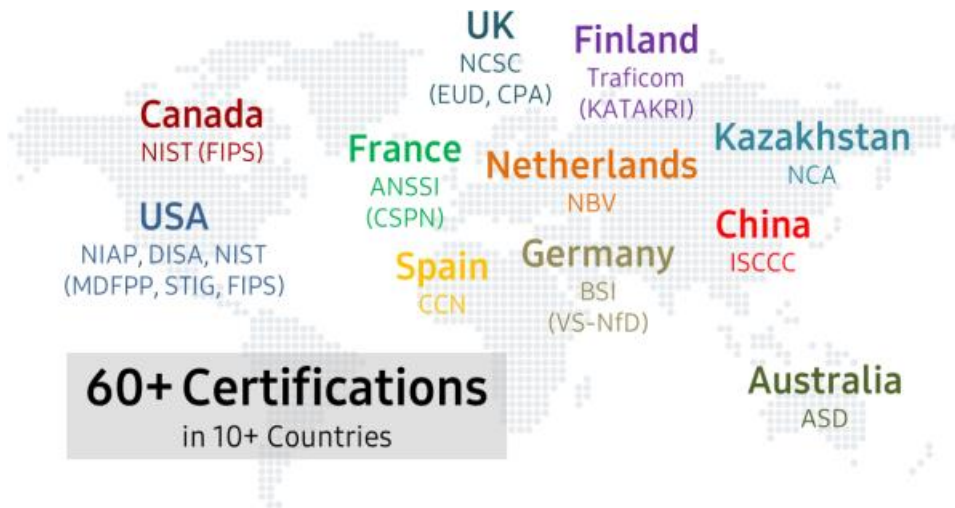 UK
NCSC
(EUD, CPA)
Finland
Traficom
(KATAKRI)
Canada
NIST (FIPS)
France
ANSSI
(CSPN)
Netherlands
NBV
Kazakhstan
NCA
USA
NIAP, DISA, NIST
(MDFPP, STIG, FIPS)
Spain
CCN
Germany
BSI
(VS-NfD)
China
ISCCC
60+ Certifications
in 10+ Countries
Australia
ASD